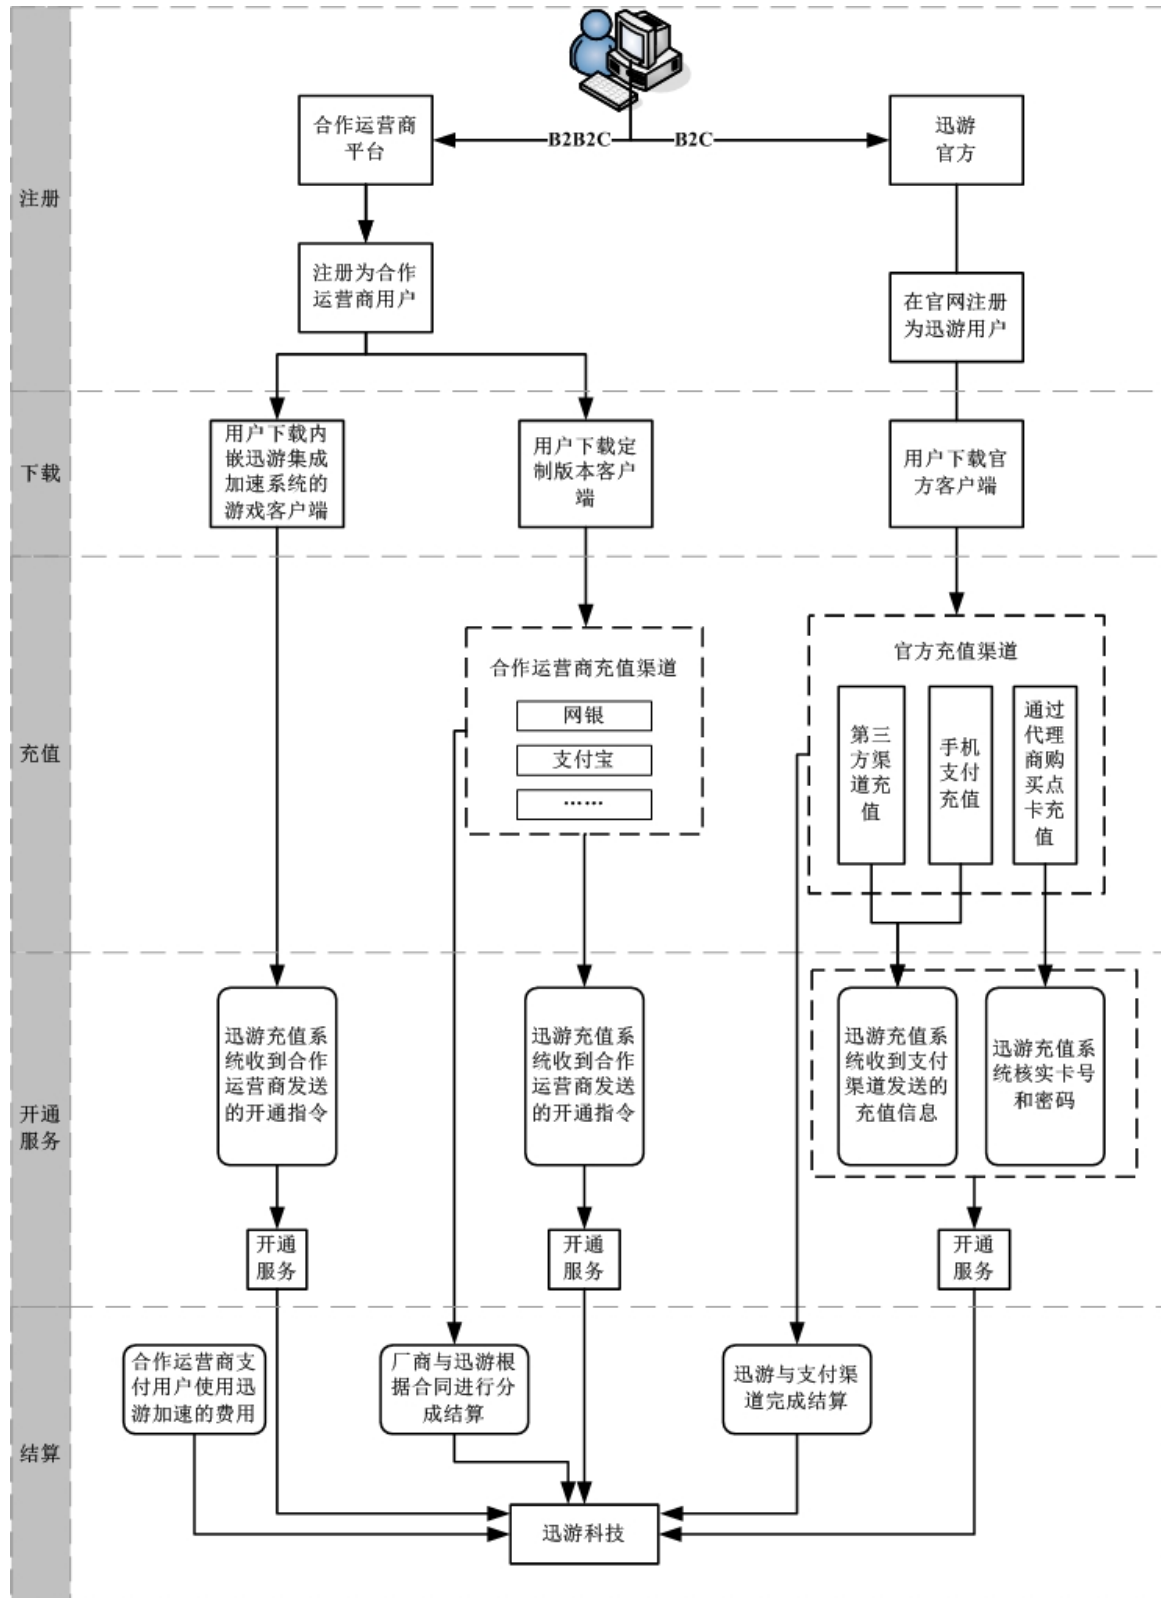 B2B2C
B2C
合作运营商
平台
迅游
官方
注册
注册为合作
运营商用户
在官网注册
为迅游用户
下载
用户下载内
嵌迅游集成
加速系统的
游戏客户端
用户下载定
制版本客户
端
用户下载官
方客户端
充值
合作运营商充值渠道
网银
支付宝
……
官方充值渠道
第三
方渠
道充
值
手机
支付
充值
通过
代理
商购
买点
卡充
值
开通
服务
迅游充值系
统收到合作
运营商发送
的开通指令
迅游充值系
统收到合作
运营商发送
的开通指令
迅游充值系
统收到支付
渠道发送的
充值信息
迅游充值系
统核实卡号
和密码
开通
服务
开通
服务
开通
服务
结算
合作运营商支
付用户使用迅
游加速的费用
厂商与迅游根
据合同进行分
成结算
迅游与支付渠
道完成结算
迅游科技